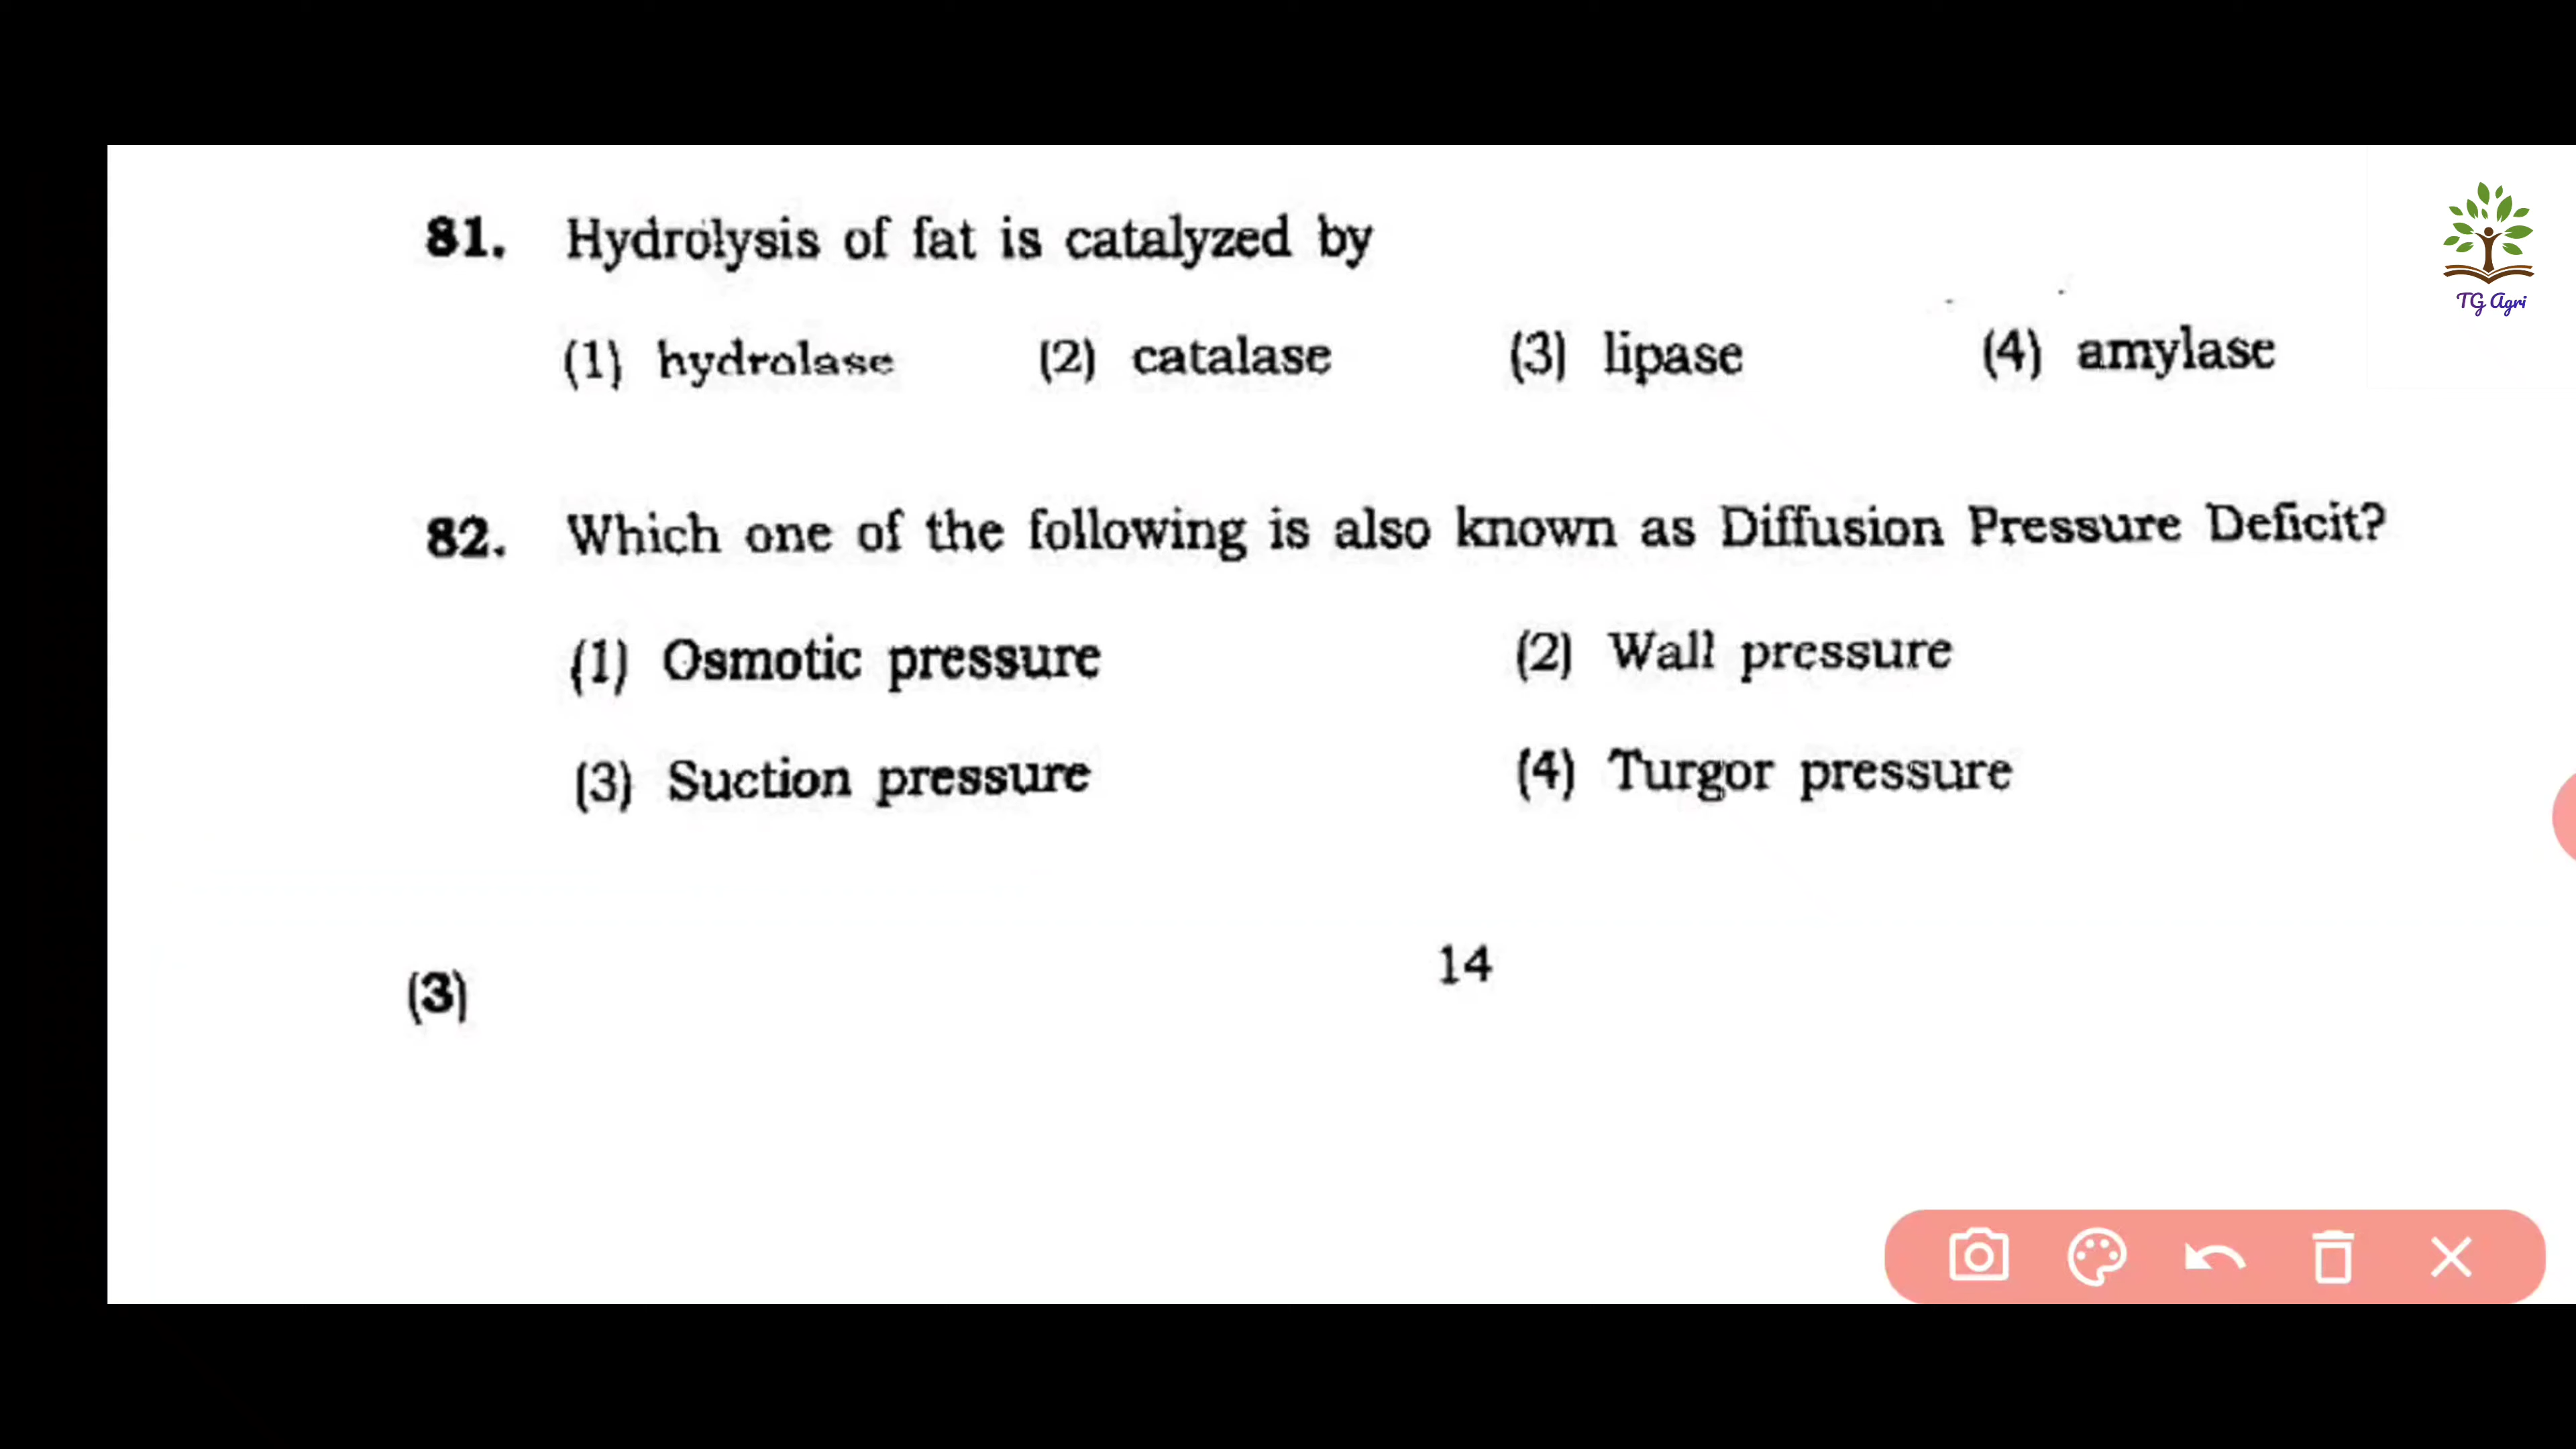 81. Hydrolysis of fat is catalyzed by
(1) hydrolase (2) catalase (3) lipase (4) amylase
82. Which one of the following is also known as Diffusion Pressure Deficit?
(1) Osmotic pressure (2) Wall pressure
(3) Suction pressure (4) Turgor pressure
(3) 14
TG Agri